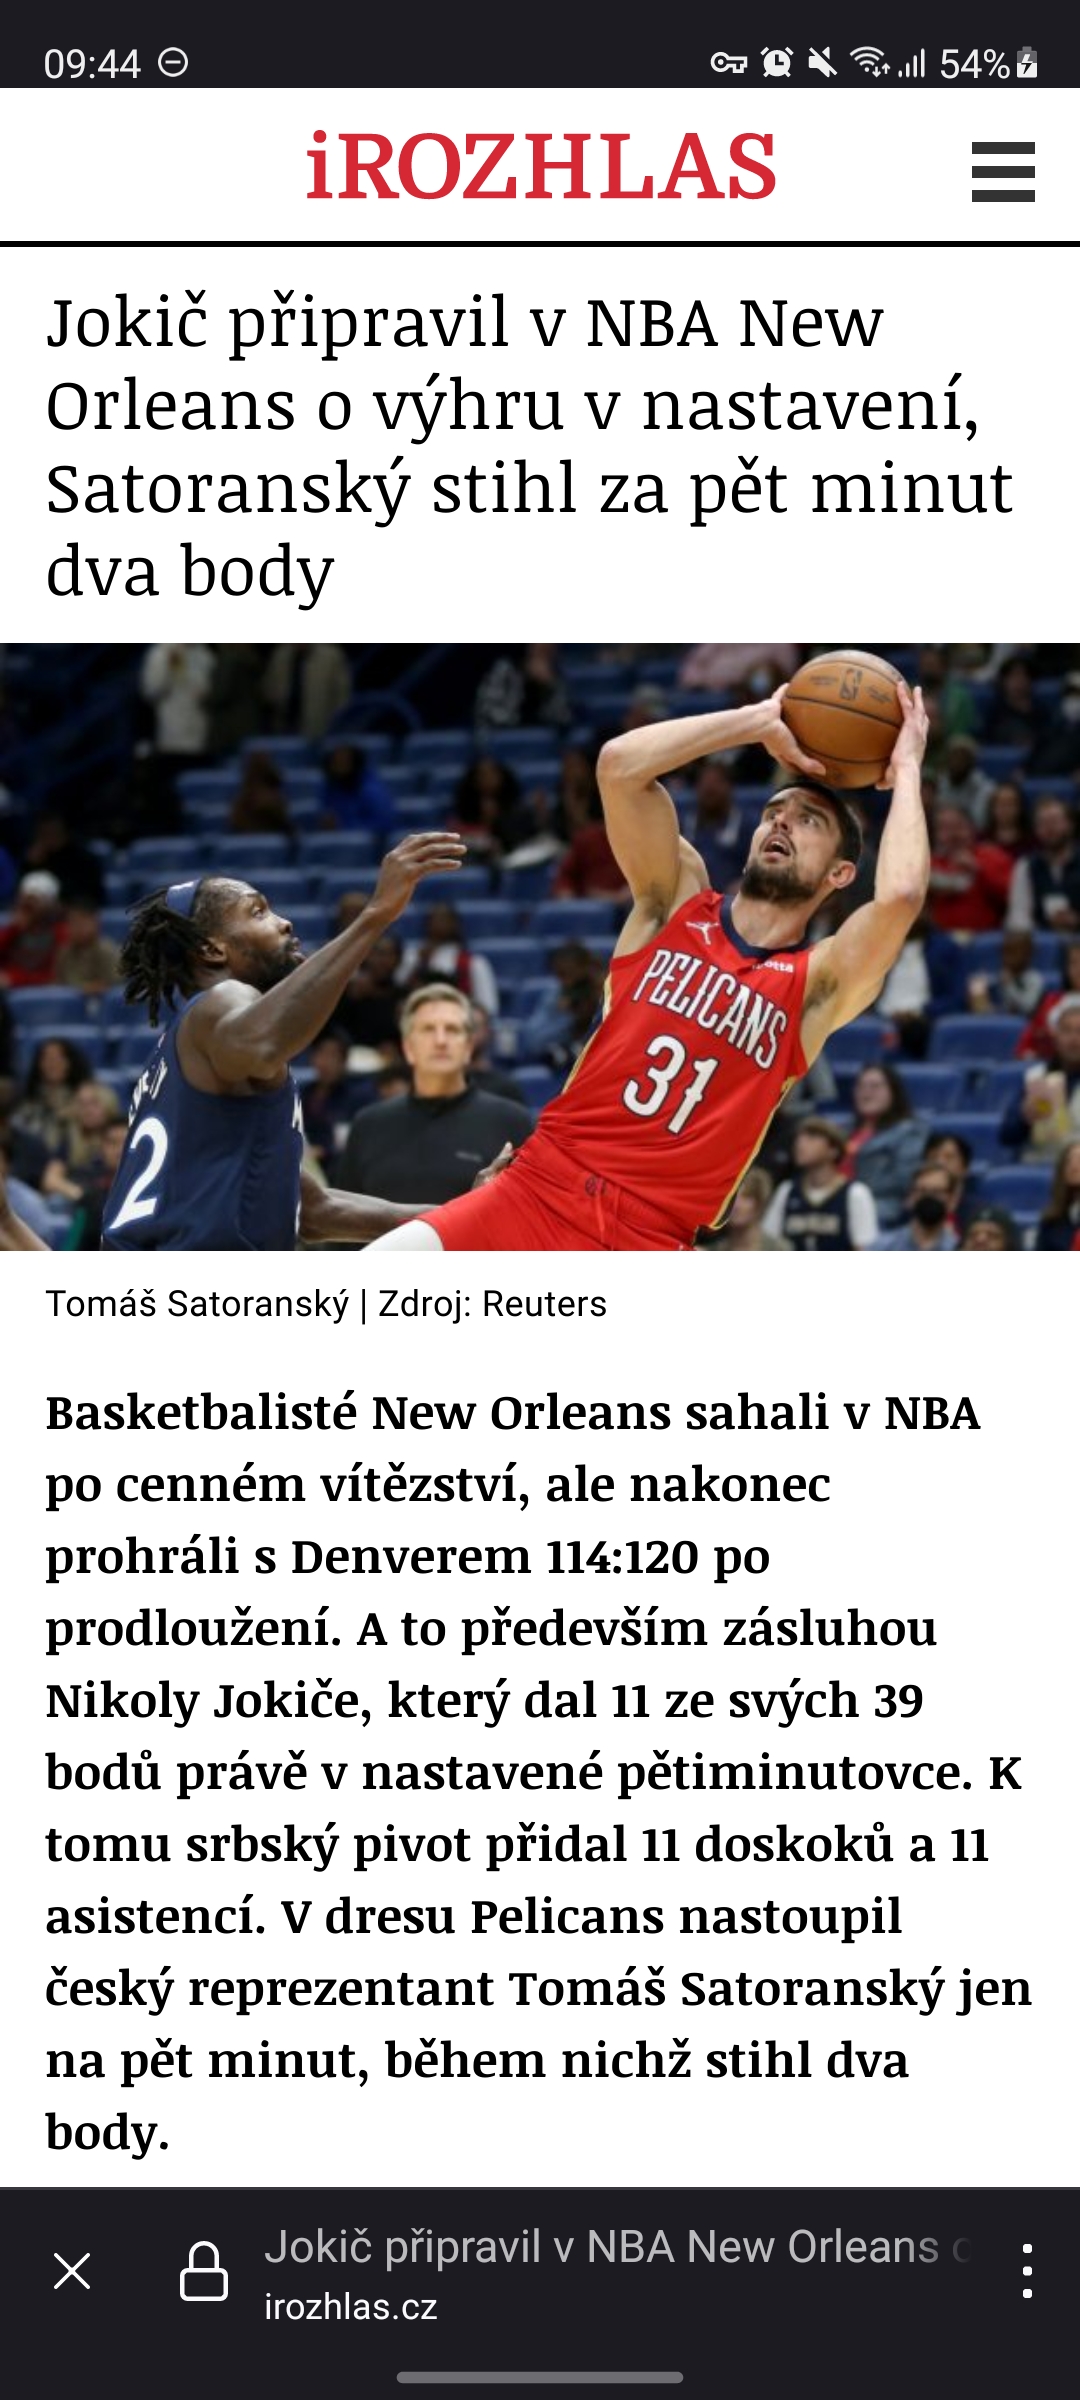 09:44
54%
iROZHLAS
Jokič připravil v NBA New
Orleans o výhru v nastavení,
Satoranský stihl za pět minut
dva body
PELICANS
31
2
Tomáš Satoranský | Zdroj: Reuters
Basketbalisté New Orleans sahali v NBA
po cenném vítězství, ale nakonec
prohráli s Denverem 114:120 po
prodloužení. A to především zásluhou
Nikoly Jokiče, který dal 11 ze svých 39
bodů právě v nastavené pětiminutovce. K
tomu srbský pivot přidal 11 doskoků a 11
asistencí. V dresu Pelicans nastoupil
český reprezentant Tomáš Satoranský jen
na pět minut, během nichž stihl dva
body.
Jokič připravil v NBA New Orleans
irozhlas.cz